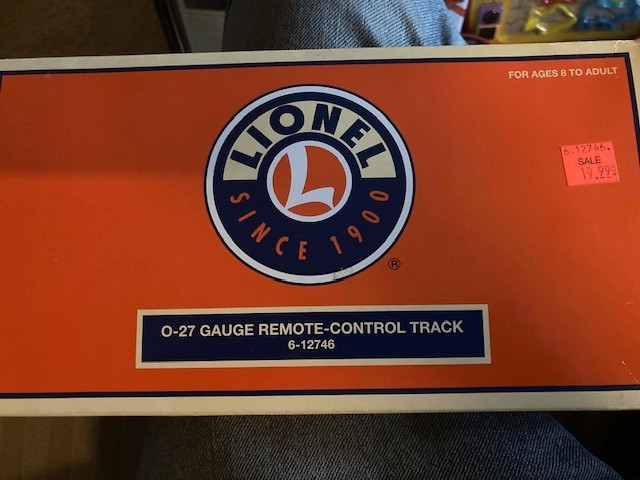 FOR AGES 8 TO ADULT
LIONEL
L
SINCE 1900
®
6.12746.
SALE
19.99
O-27 GAUGE REMOTE-CONTROL TRACK
6-12746